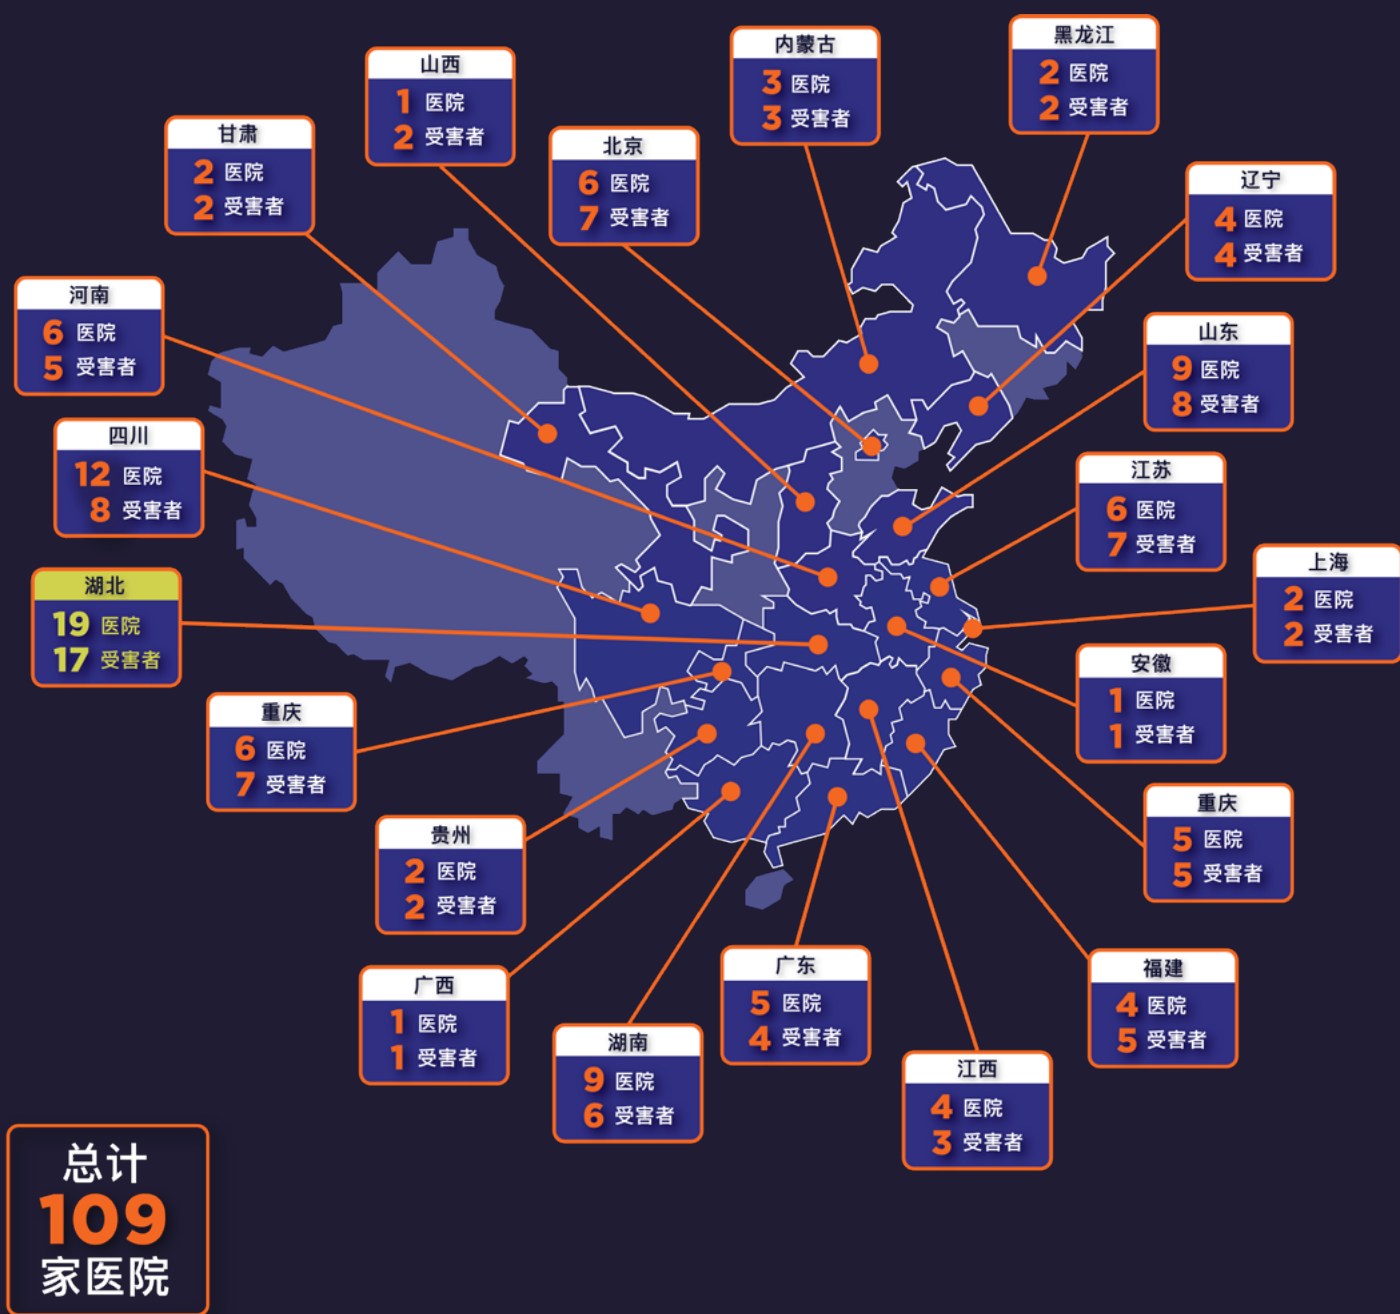 黑龙江
2 医院
2 受害者
内蒙古
3 医院
3 受害者
山西
1 医院
2 受害者
甘肃
2 医院
2 受害者
北京
6 医院
7 受害者
辽宁
4 医院
4 受害者
河南
6 医院
5 受害者
山东
9 医院
8 受害者
四川
12 医院
8 受害者
江苏
6 医院
7 受害者
上海
2 医院
2 受害者
湖北
19 医院
17 受害者
安徽
1 医院
1 受害者
重庆
6 医院
7 受害者
重庆
5 医院
5 受害者
贵州
2 医院
2 受害者
广东
5 医院
4 受害者
福建
4 医院
5 受害者
广西
1 医院
1 受害者
湖南
9 医院
6 受害者
江西
4 医院
3 受害者
总计
109
家医院